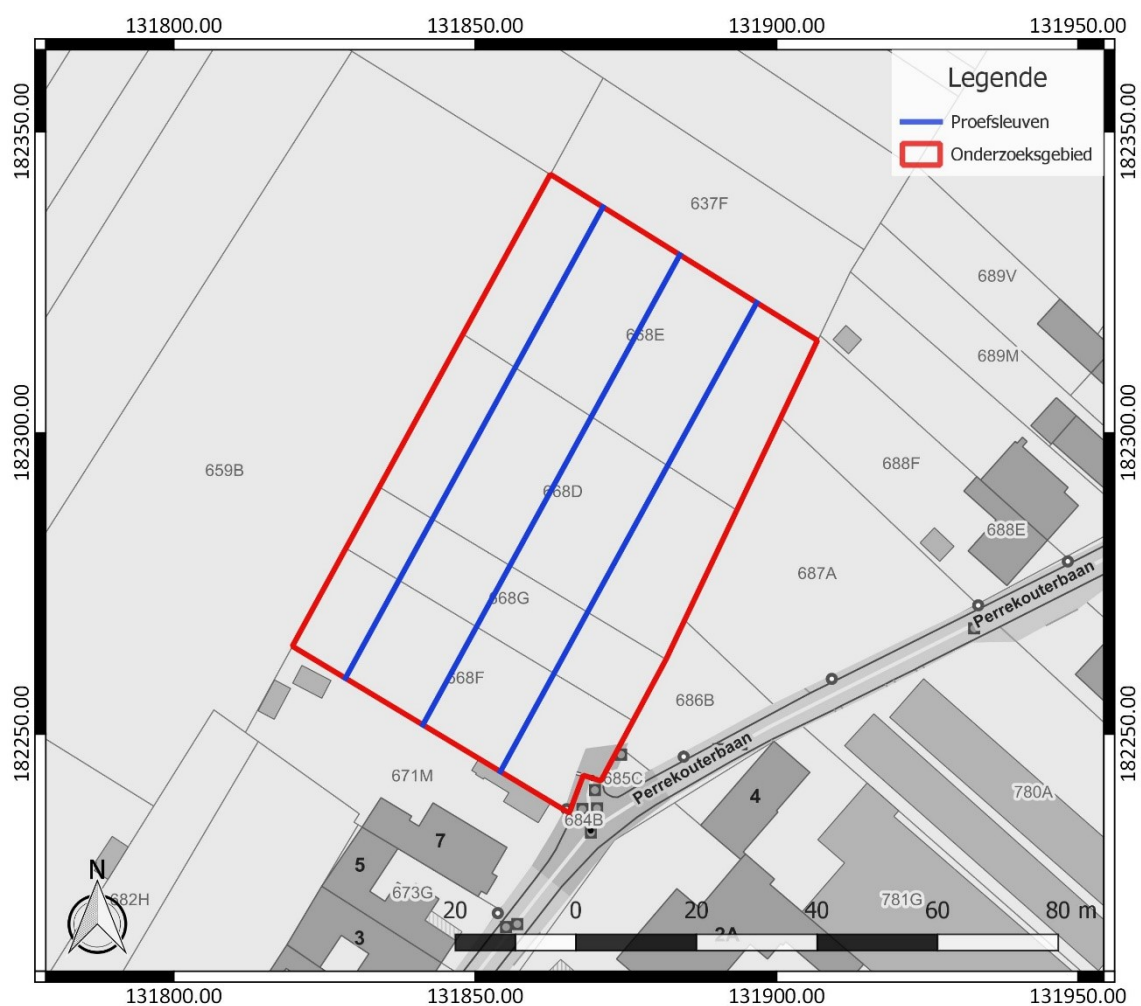 131800.00 131850.00 131900.00 131950.00
Legende
Proefsleuven
Onderzoeksgebied
182350.00 182350.00
637F
689V
668E
689M
182300.00 182300.00
659B
688F
668D
688E
687A
668G
Perrekouterbaan
668F
686B
182250.00 182250.00
Perrekouterbaan
671M
685C
780A
4
684B
7
5
673G
682H
781G
N
20 0 20 40 60 80 m
3
2A
131800.00 131850.00 131900.00 131950.00